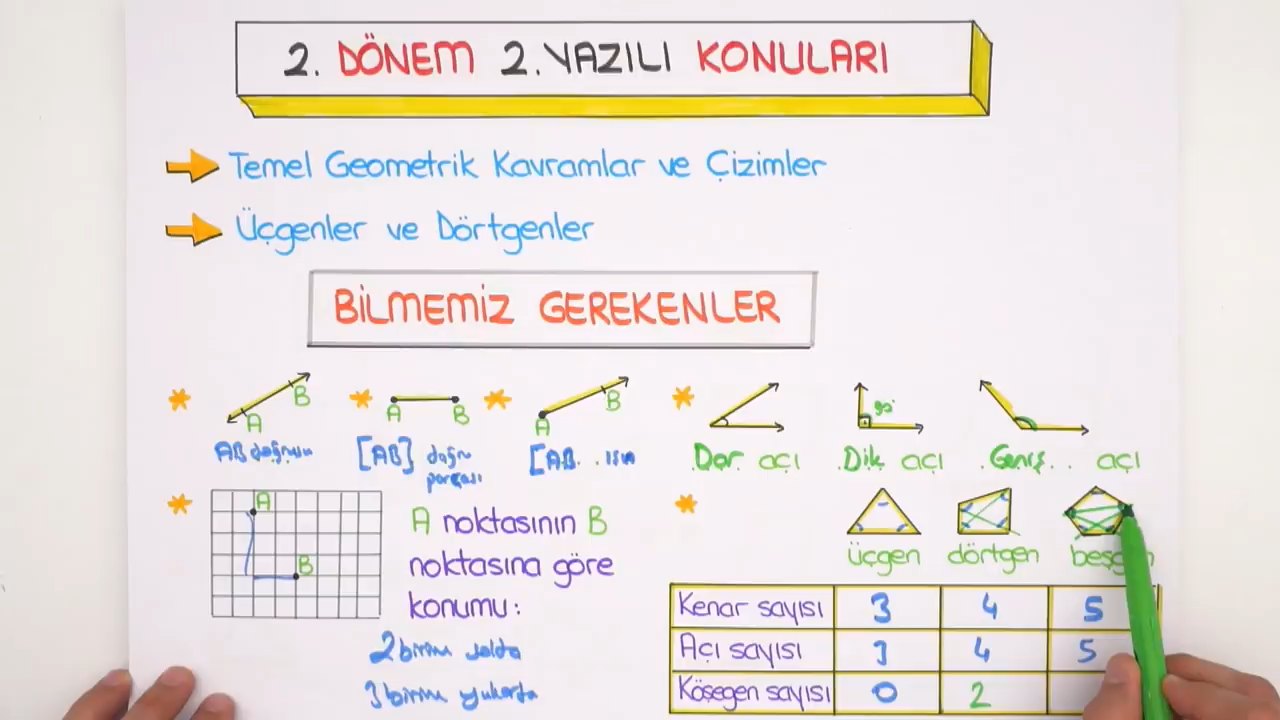 2. DÖNEM 2. YAZILI KONULARI
Temel Geometrik Kavramlar ve Çizimler
Üçgenler ve Dörtgenler
BİLMEMİZ GEREKENLER
A B
AB doğrusu
A B
[AB] doğru
parçası
A B
[AB.. ışın
Dar açı
90°
Dik açı
Geniş.. açı
A
B
A noktasının B
noktasına göre
konumu:
2 birim solda
3 birim yukarıda
üçgen dörtgen
Kenar sayısı 3 4 5
Açı sayısı 3 4 5
Köşegen sayısı 0 2